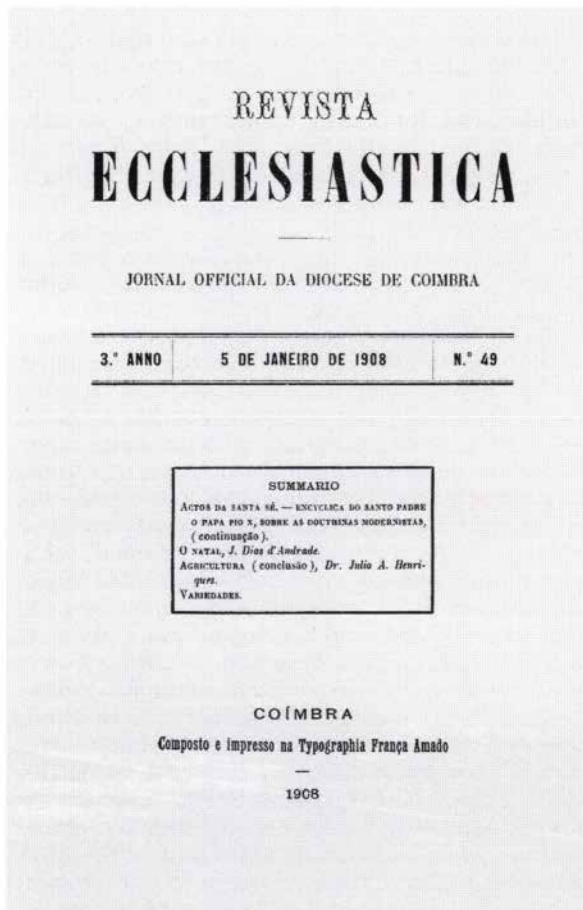 REVISTA
ECCLESIASTICA
JORNAL OFFICIAL DA DIOCESE DE COIMBRA
3.º ANNO 5 DE JANEIRO DE 1908 N.º 49
SUMMARIO
ACTOS DA SANTA SÉ. — ENCYCLICA DO SANTO PADRE
O PAPA PIO X, SOBRE AS DOUTRINAS MODERNISTAS,
(continuação).
O NATAL, J. Dias d'Andrade.
AGRICULTURA (conclusão), Dr. Julio A. Henri-
ques.
VARIEDADES.
COÍMBRA
Composto e impresso na Typographia França Amado
1908